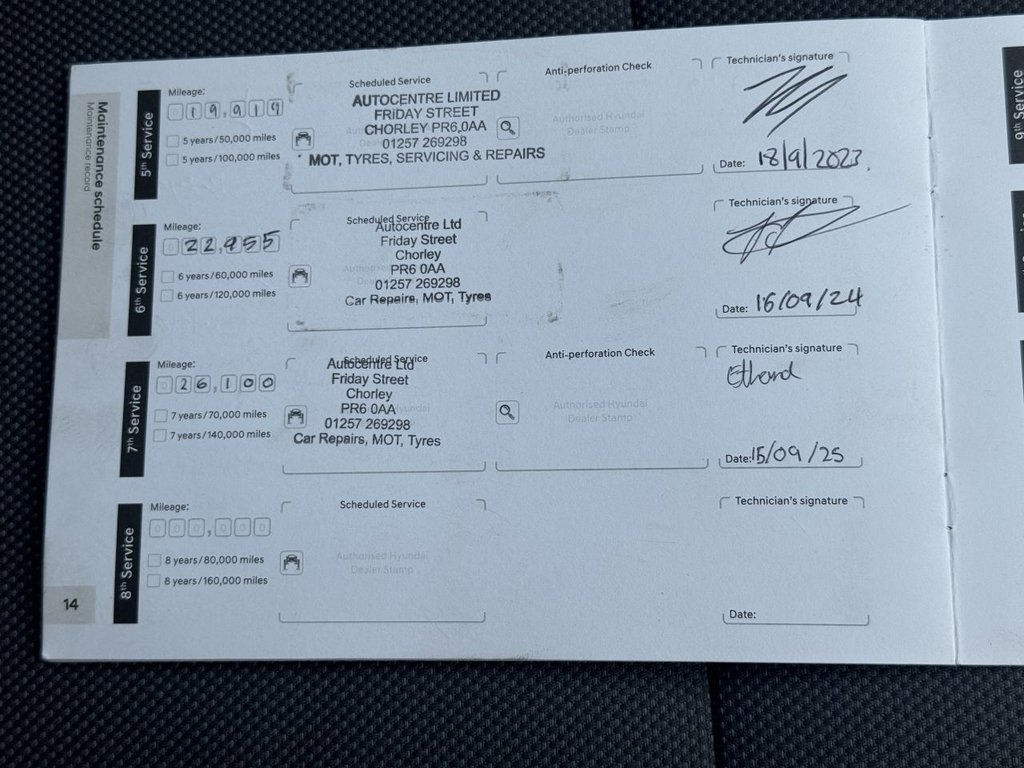 Maintenance schedule
Maintenance record
5th Service
Mileage:
19,919
5 years/50,000 miles
5 years/100,000 miles
Scheduled Service
AUTOCENTRE LIMITED
FRIDAY STREET
CHORLEY PR6,0AA
01257 269298
MOT, TYRES, SERVICING & REPAIRS
Anti-perforation Check
Authorised Hyundai
Dealer Stamp
Technician's signature
Date: 18/9/2023.
6th Service
Mileage:
22,955
6 years/60,000 miles
6 years/120,000 miles
Scheduled Service
Autocentre Ltd
Friday Street
Chorley
PR6 0AA
01257 269298
Car Repairs, MOT, Tyres
Technician's signature
Date: 16/09/24
7th Service
Mileage:
26,100
7 years/70,000 miles
7 years/140,000 miles
Scheduled Service
Autocentre Ltd
Friday Street
Chorley
PR6 0AA
01257 269298
Car Repairs, MOT, Tyres
Anti-perforation Check
Authorised Hyundai
Dealer Stamp
Technician's signature
Date: 15/09/25
8th Service
Mileage:
000,000
8 years/80,000 miles
8 years/160,000 miles
Scheduled Service
Authorised Hyundai
Dealer Stamp
Technician's signature
Date:
14
9th Service